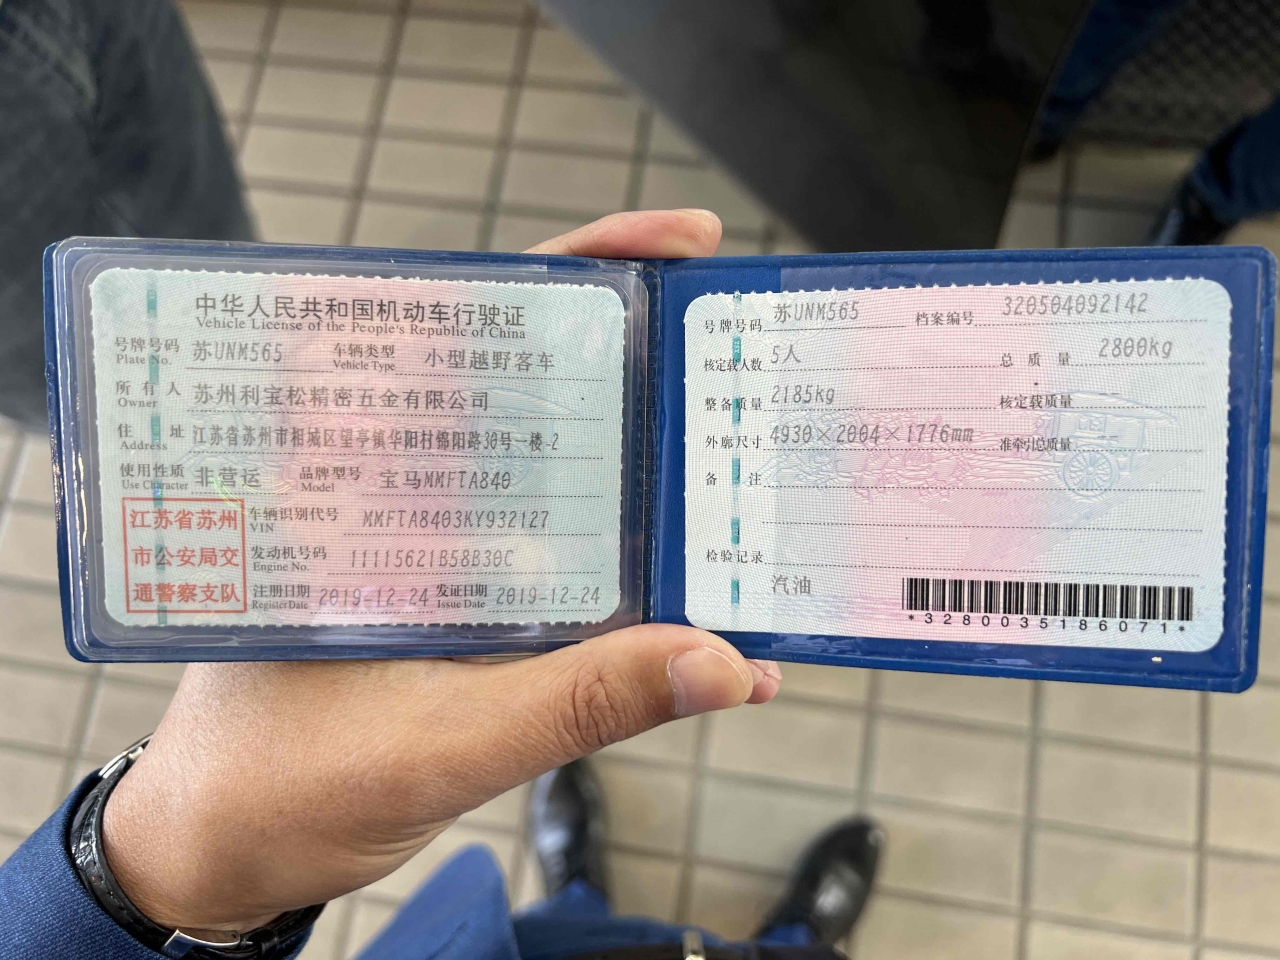 中华人民共和国机动车行驶证
Vehicle License of the People's Republic of China
号牌号码 苏UNM565 车辆类型 小型越野客车
Plate No. Vehicle Type
所有人 苏州利宝松精密五金有限公司
Owner
住址 江苏省苏州市相城区望亭镇华阳村锦阳路30号一楼-2
Address
使用性质 非营运 品牌型号 宝马MMFTA840
Use Character Model
江苏省苏州
市公安局交
通警察支队
车辆识别代号 MMFTA8403KY932127
VIN
发动机号码 11115621B58B30C
Engine No.
注册日期 2019-12-24 发证日期 2019-12-24
Register Date Issue Date
号牌号码 苏UNM565 档案编号 320504092142
核定载人数 5人 总质量 2800kg
整备质量 2185kg 核定载质量
外廓尺寸 4930×2004×1776mm 准牵引总质量 --
备注
检验记录
汽油
*3280035186071*